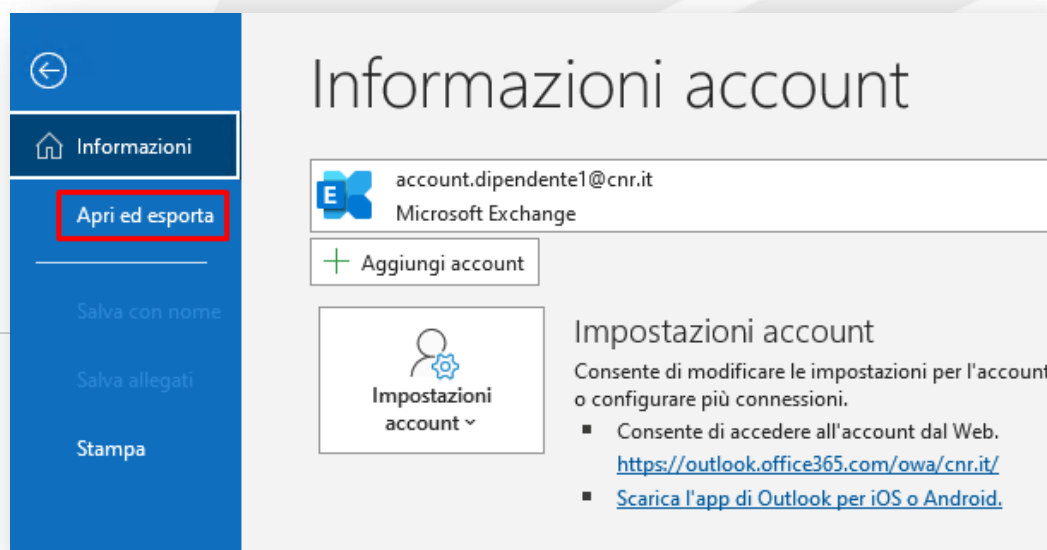 Informazioni account
Informazioni
Apri ed esporta
Salva con nome
Salva allegati
Stampa
E
account.dipendente1@cnr.it
Microsoft Exchange
Aggiungi account
Impostazioni
account
Impostazioni account
Consente di modificare le impostazioni per l'account
o configurare più connessioni.
Consente di accedere all'account dal Web.
https://outlook.office365.com/owa/cnr.it/
Scarica l'app di Outlook per iOS o Android.